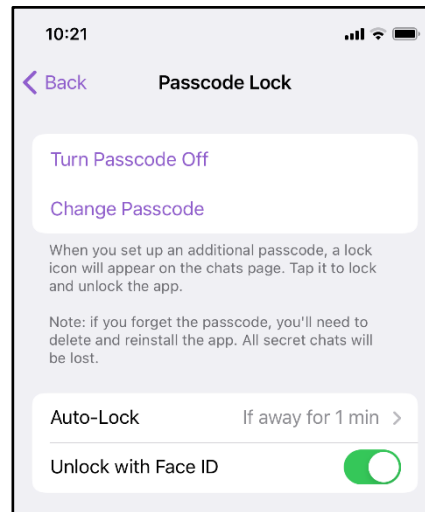 10:21
Back Passcode Lock
Turn Passcode Off
Change Passcode
When you set up an additional passcode, a lock
icon will appear on the chats page. Tap it to lock
and unlock the app.
Note: if you forget the passcode, you'll need to
delete and reinstall the app. All secret chats will
be lost.
Auto-Lock If away for 1 min
Unlock with Face ID